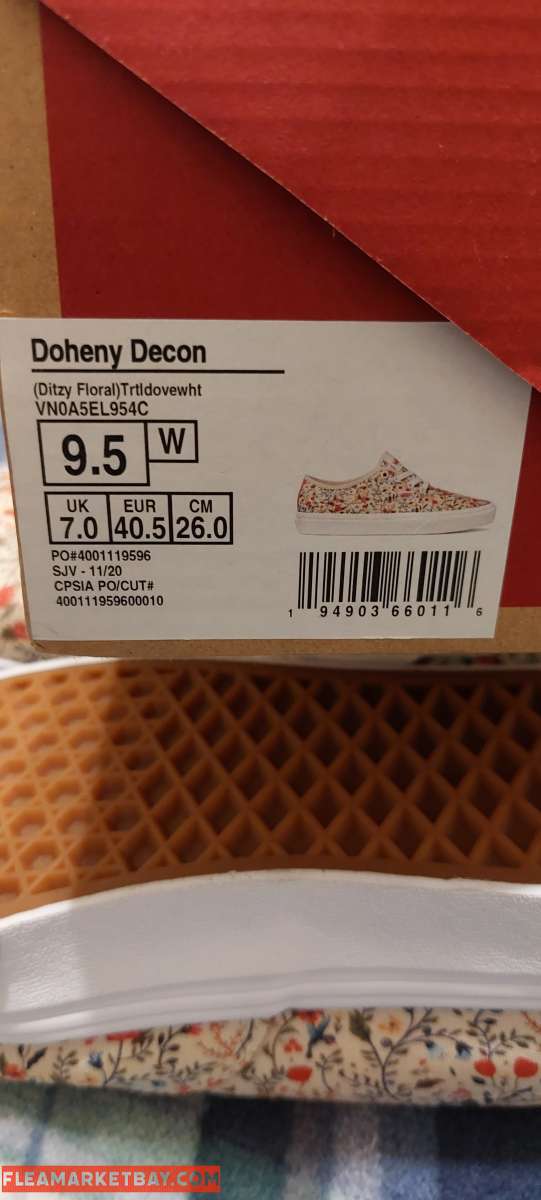 Doheny Decon
(Ditzy Floral)Trtldovewht
VN0A5EL954C
9.5 W
UK EUR CM
7.0 40.5 26.0
PO#4001119596
SJV - 11/20
CPSIA PO/CUT#
400111959600010
1 94903 66011 6
FLEAMARKETBAY.COM